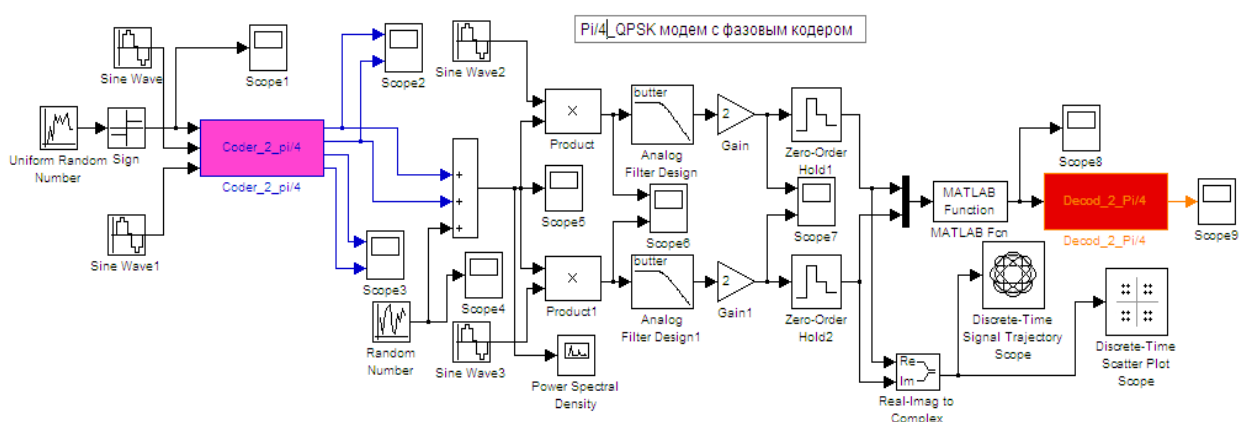 Pi/4_QPSK модем с фазовым кодером
Sine Wave
Scope1
Scope2
Sine Wave2
Uniform Random
Number
Sign
Coder_2_pi/4
Coder_2_pi/4
Sine Wave1
Scope3
Random
Number
Scope4
Sine Wave3
+
+
+
Scope5
×
Product
×
Product1
Power Spectral
Density
butter
Analog
Filter Design
Scope6
butter
Analog
Filter Design1
2
Gain
2
Gain1
Zero-Order
Hold1
Scope7
Zero-Order
Hold2
MATLAB
Function
MATLAB Fcn
Scope8
Decod_2_Pi/4
Decod_2_Pi/4
Scope9
Re
Im
Real-Imag to
Complex
Discrete-Time
Signal Trajectory
Scope
Discrete-Time
Scatter Plot
Scope